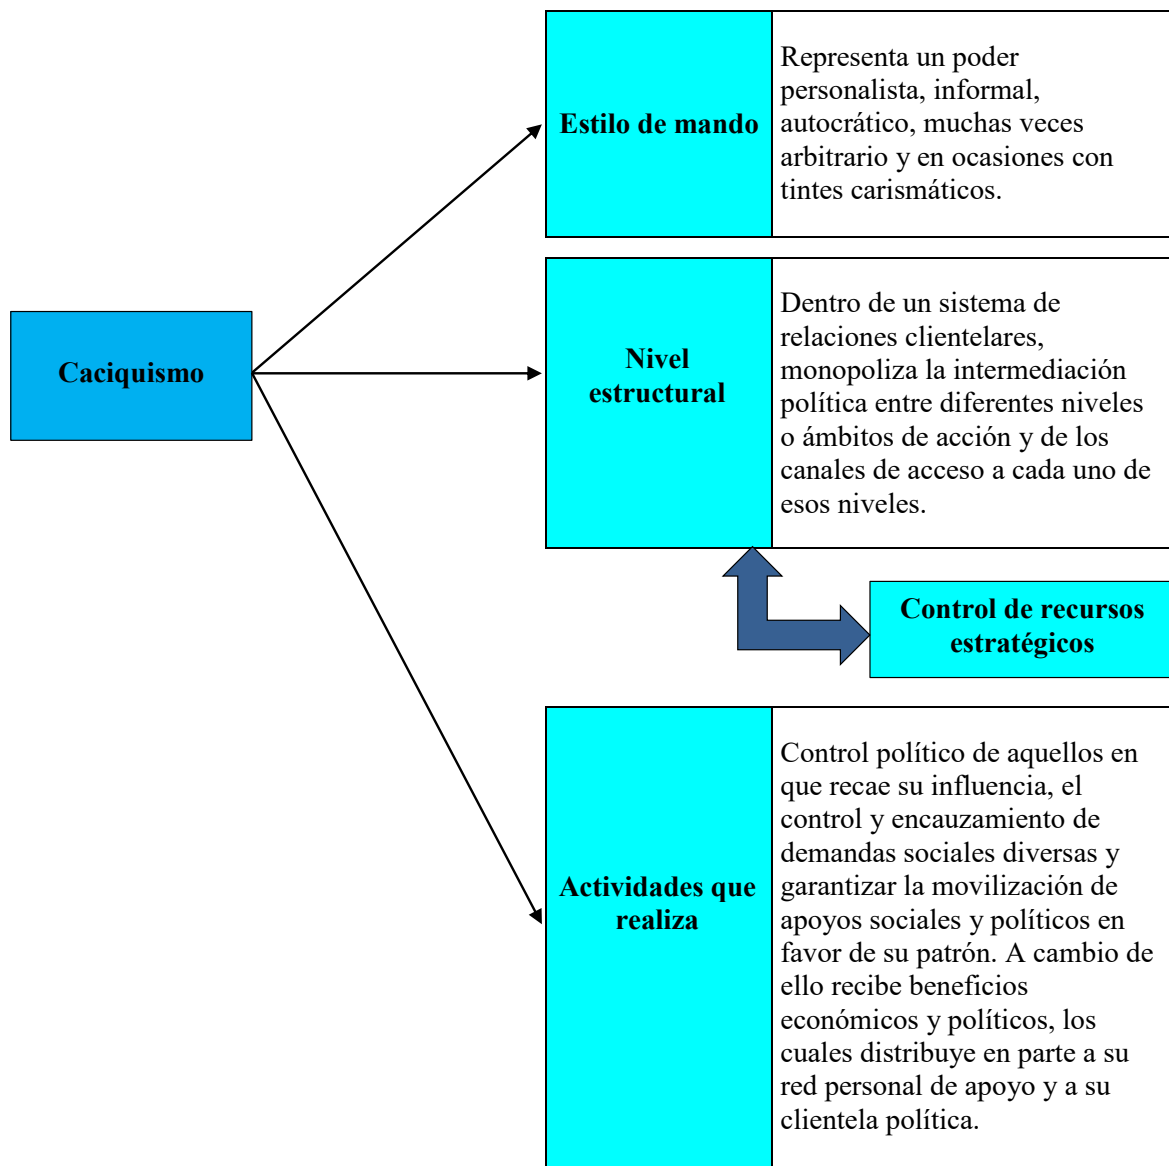 Caciquismo
Estilo de mando
Representa un poder
personalista, informal,
autocrático, muchas veces
arbitrario y en ocasiones con
tintes carismáticos.
Nivel
estructural
Dentro de un sistema de
relaciones clientelares,
monopoliza la intermediación
política entre diferentes niveles
o ámbitos de acción y de los
canales de acceso a cada uno de
esos niveles.
Control de recursos
estratégicos
Actividades que
realiza
Control político de aquellos en
que recae su influencia, el
control y encauzamiento de
demandas sociales diversas y
garantizar la movilización de
apoyos sociales y políticos en
favor de su patrón. A cambio de
ello recibe beneficios
económicos y políticos, los
cuales distribuye en parte a su
red personal de apoyo y a su
clientela política.